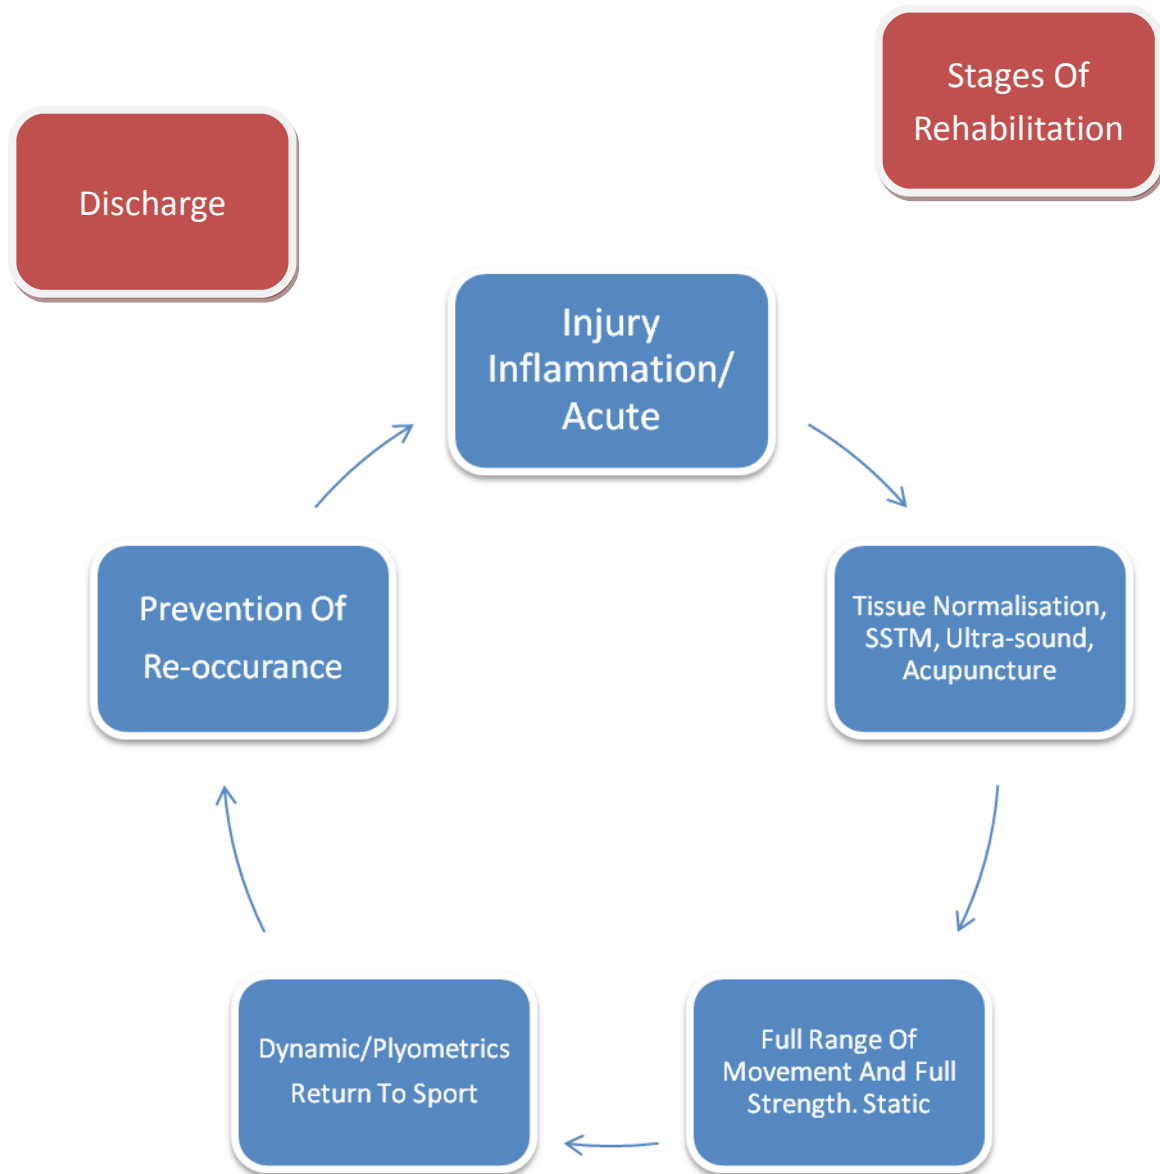 Stages Of
Rehabilitation
Discharge
Injury
Inflammation/
Acute
Tissue Normalisation,
SSTM, Ultra-sound,
Acupuncture
Full Range Of
Movement And Full
Strength. Static
Dynamic/Plyometrics
Return To Sport
Prevention Of
Re-occurance